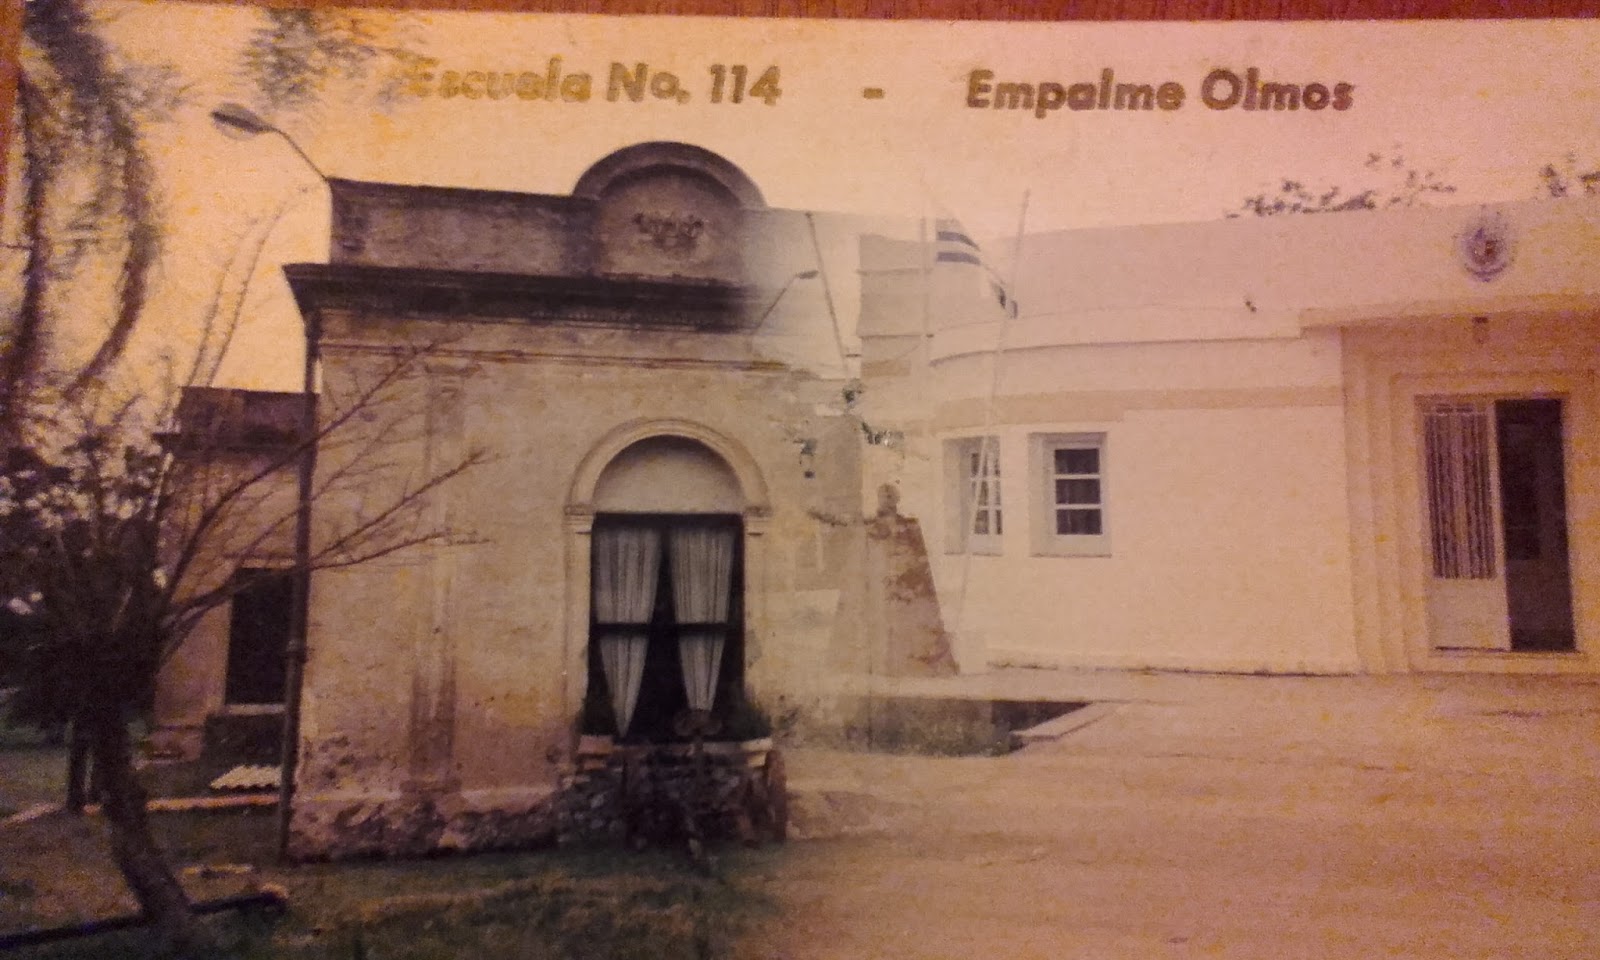 Escuela No. 114 - Empalme Olmos